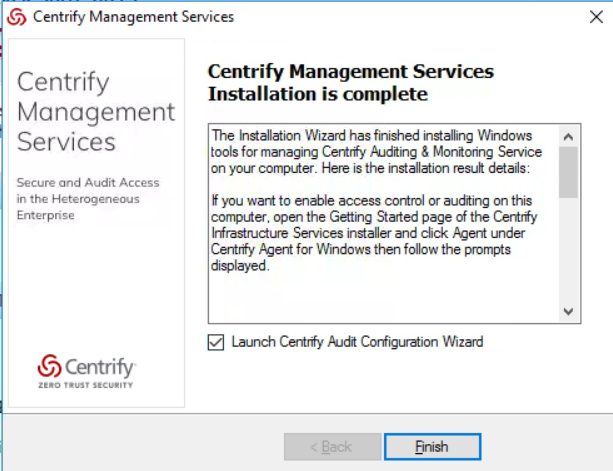 Centrify Management Services
Centrify
Management
Services
Secure and Audit Access
in the Heterogeneous
Enterprise
Centrify
ZERO TRUST SECURITY
Centrify Management Services
Installation is complete
The Installation Wizard has finished installing Windows
tools for managing Centrify Auditing & Monitoring Service
on your computer. Here is the installation result details:
If you want to enable access control or auditing on this
computer, open the Getting Started page of the Centrify
Infrastructure Services installer and click Agent under
Centrify Agent for Windows then follow the prompts
displayed.
Launch Centrify Audit Configuration Wizard
< Back
Finish